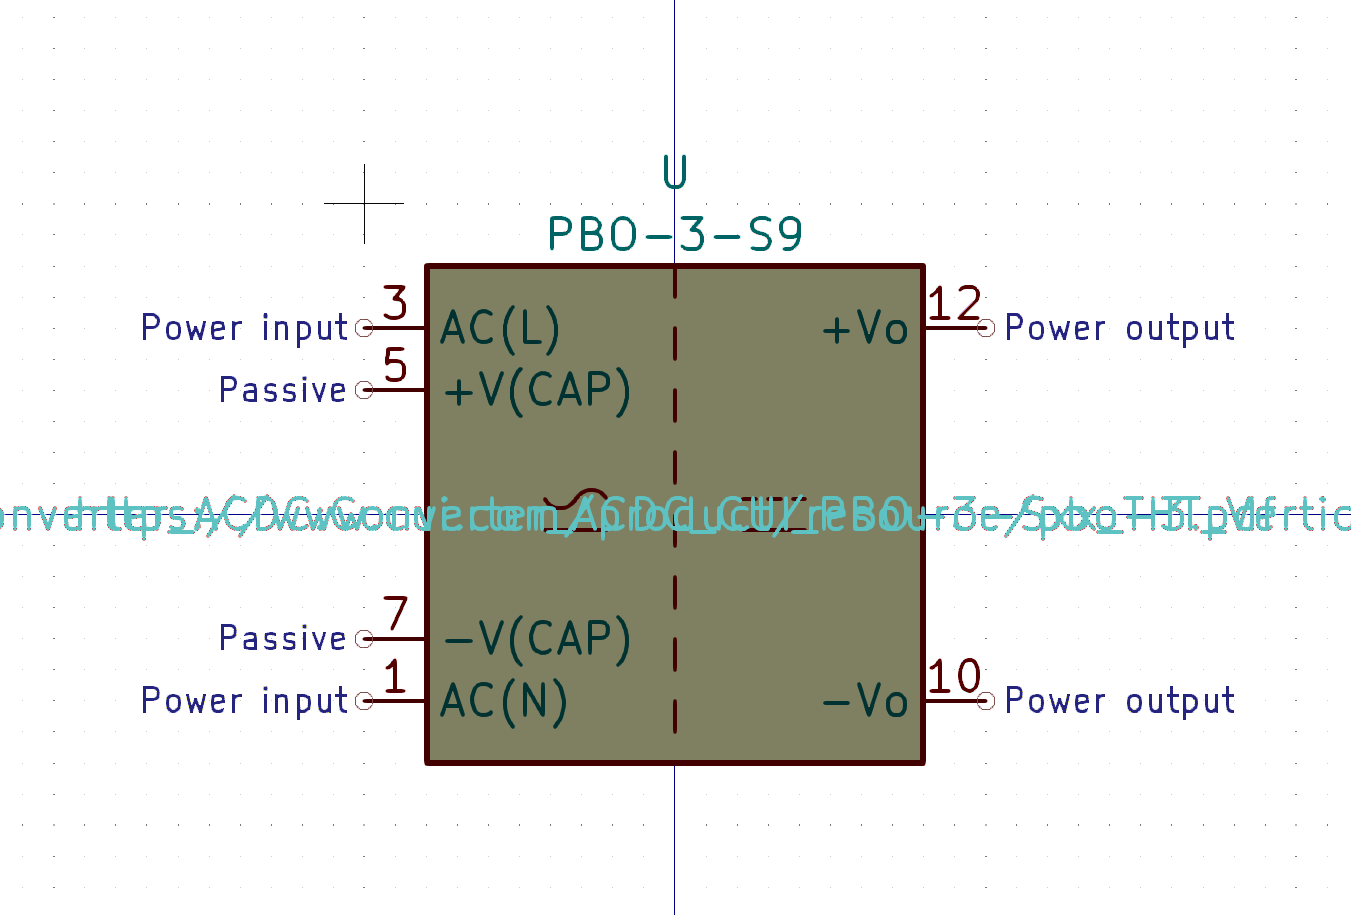 U
PBO-3-S9
3
12
Power input
AC(L)
+Vo
Power output
5
Passive
+V(CAP)
7
Passive
-V(CAP)
1
10
Power input
AC(N)
-Vo
Power output